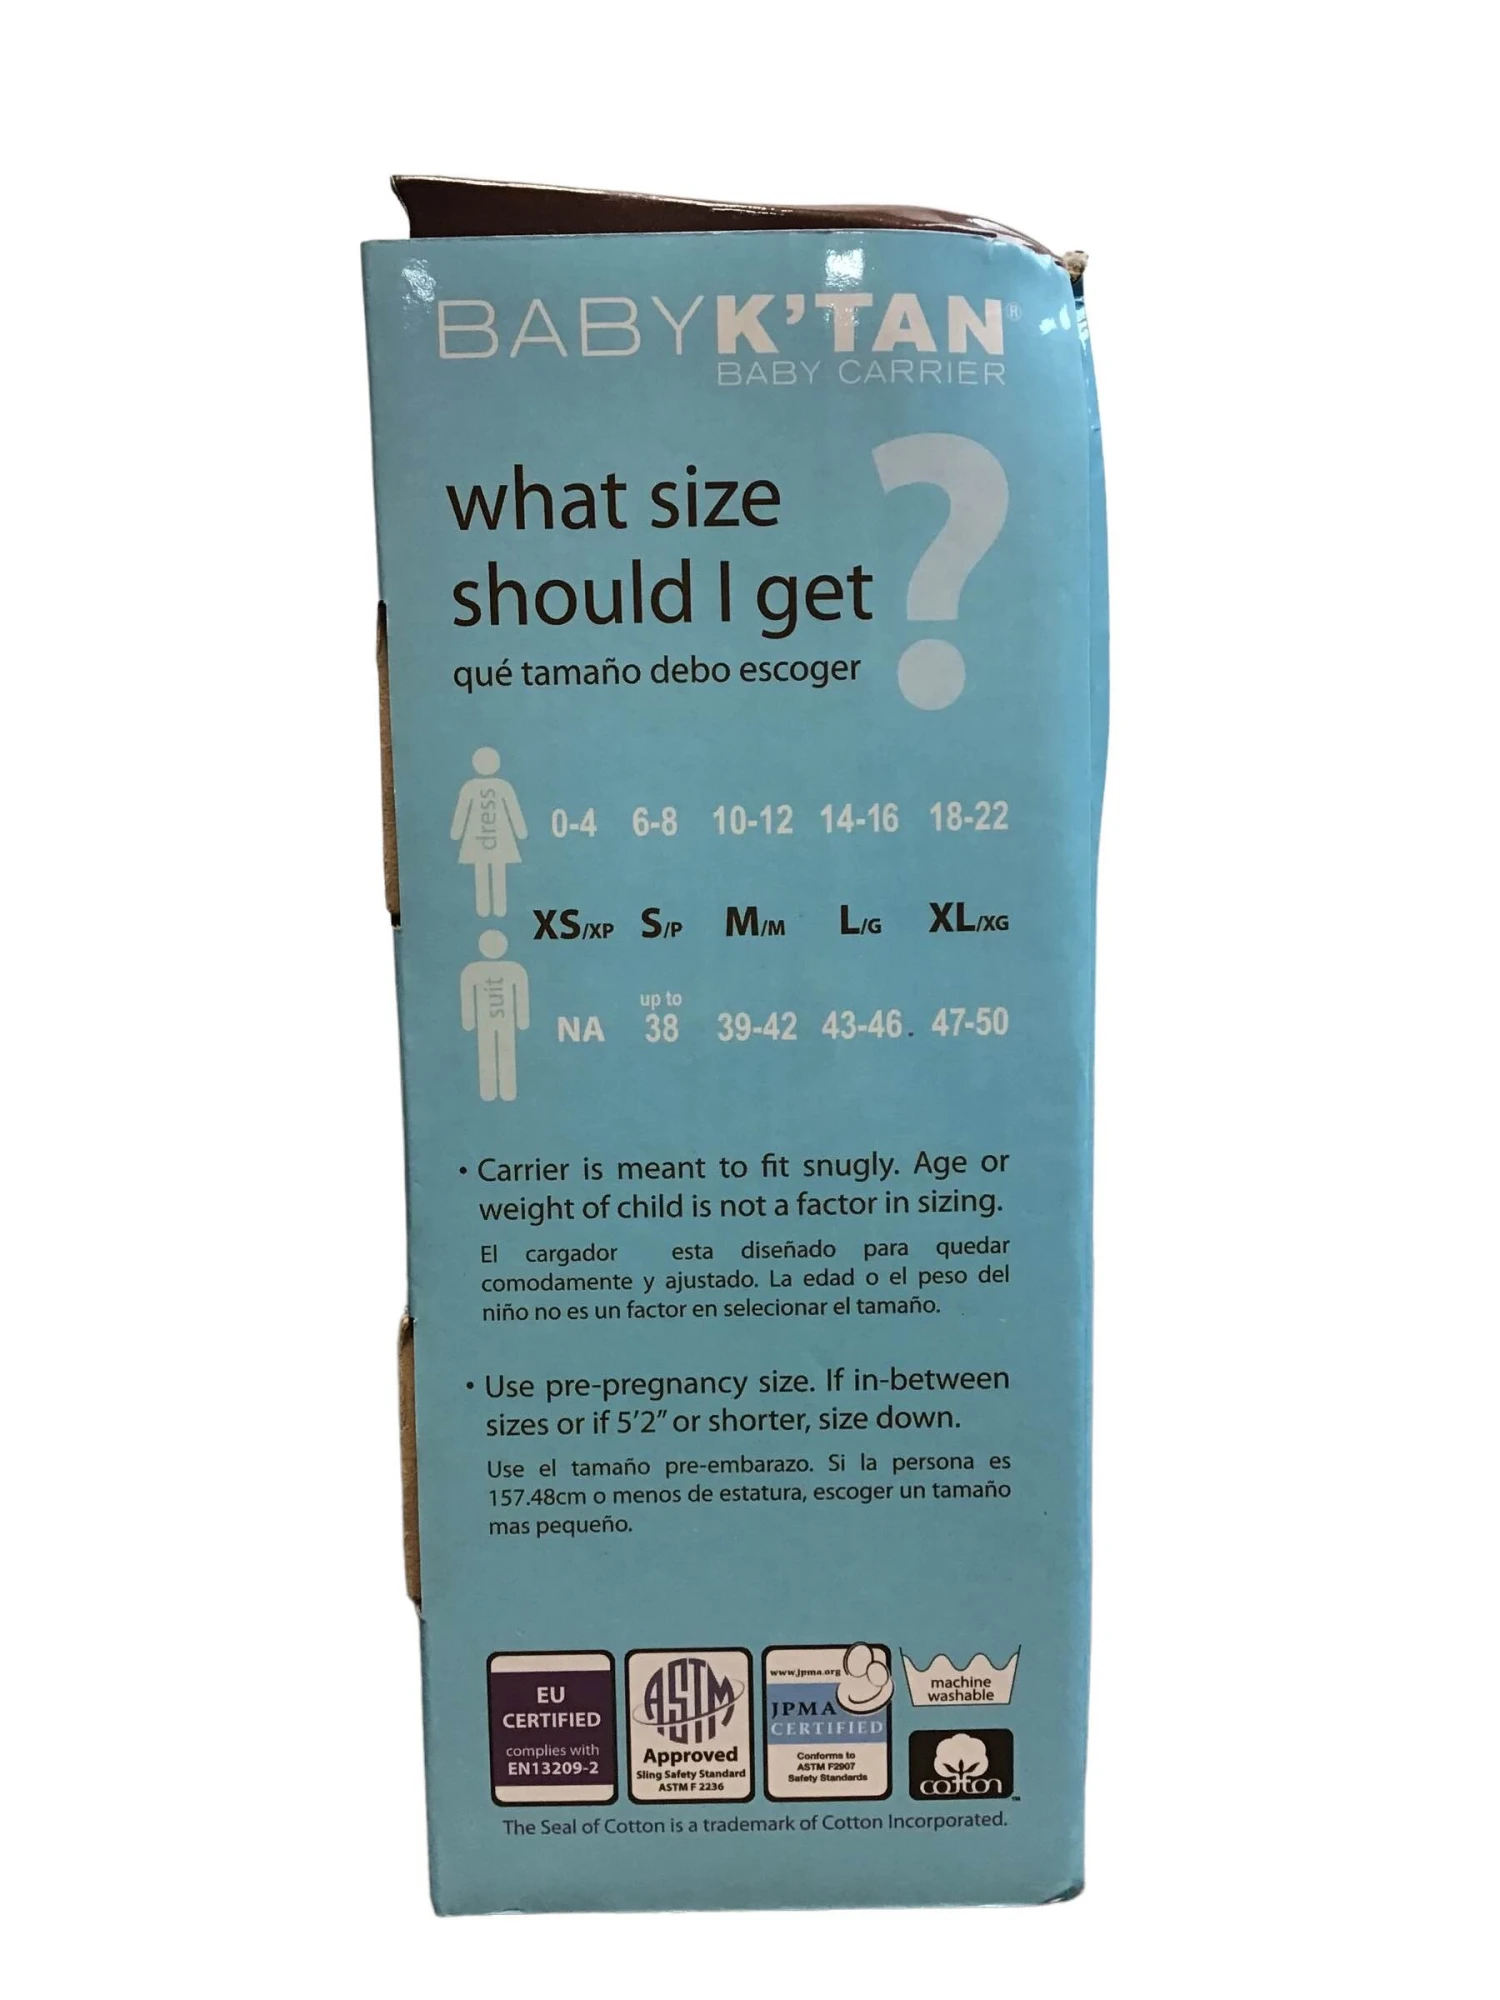 BABYK'TAN®
BABY CARRIER
what size
should I get
?
qué tamaño debo escoger
dress
0-4 6-8 10-12 14-16 18-22
XS/XP S/P M/M L/G XL/XG
suit
NA up to 38 39-42 43-46. 47-50
• Carrier is meant to fit snugly. Age or
weight of child is not a factor in sizing.
El cargador esta diseñado para quedar
comodamente y ajustado. La edad o el peso del
niño no es un factor en selecionar el tamaño.
• Use pre-pregnancy size. If in-between
sizes or if 5'2" or shorter, size down.
Use el tamaño pre-embarazo. Si la persona es
157.48cm o menos de estatura, escoger un tamaño
mas pequeño.
EU
CERTIFIED
complies with
EN13209-2
ASTM
Approved
Sling Safety Standard
ASTM F 2236
www.jpma.org
JPMA
CERTIFIED
Conforms to
ASTM F2907
Safety Standards
machine
washable
cotton™
The Seal of Cotton is a trademark of Cotton Incorporated.